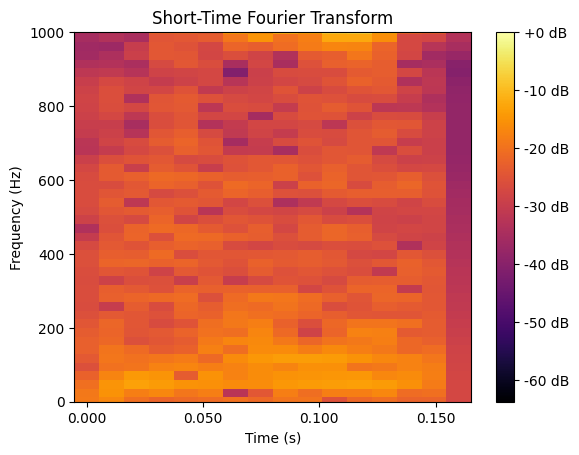 Short-Time Fourier Transform
1000
800
600
400
200
0
Frequency (Hz)
0.000
0.050
0.100
0.150
Time (s)
+0 dB
-10 dB
-20 dB
-30 dB
-40 dB
-50 dB
-60 dB